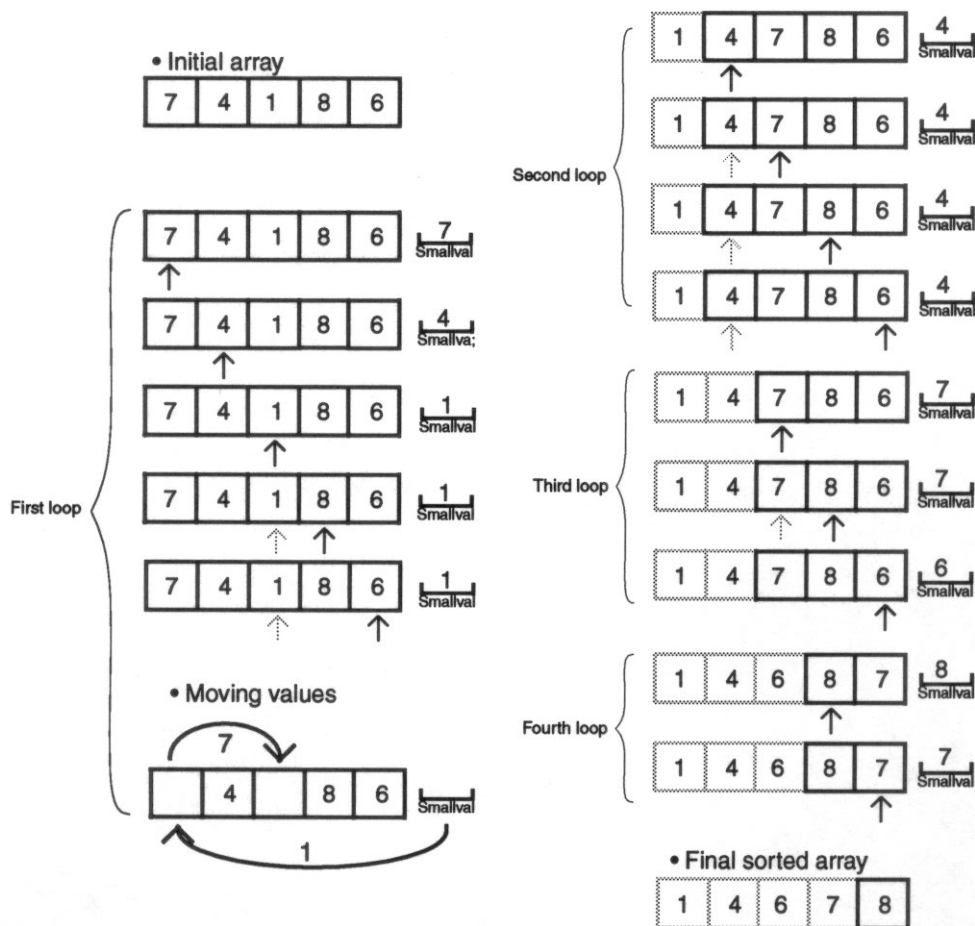 • Initial array
7 4 1 8 6
First loop
7 4 1 8 6
7
Smallval
7 4 1 8 6
4
Smallva;
7 4 1 8 6
1
Smallval
7 4 1 8 6
1
Smallval
7 4 1 8 6
1
Smallval
• Moving values
7
4 8 6
Smallval
1
Second loop
1 4 7 8 6
4
Smallval
1 4 7 8 6
4
Smallval
1 4 7 8 6
4
Smallval
1 4 7 8 6
4
Smallval
Third loop
1 4 7 8 6
7
Smallval
1 4 7 8 6
7
Smallval
1 4 7 8 6
6
Smallval
Fourth loop
1 4 6 8 7
8
Smallval
1 4 6 8 7
7
Smallval
• Final sorted array
1 4 6 7 8